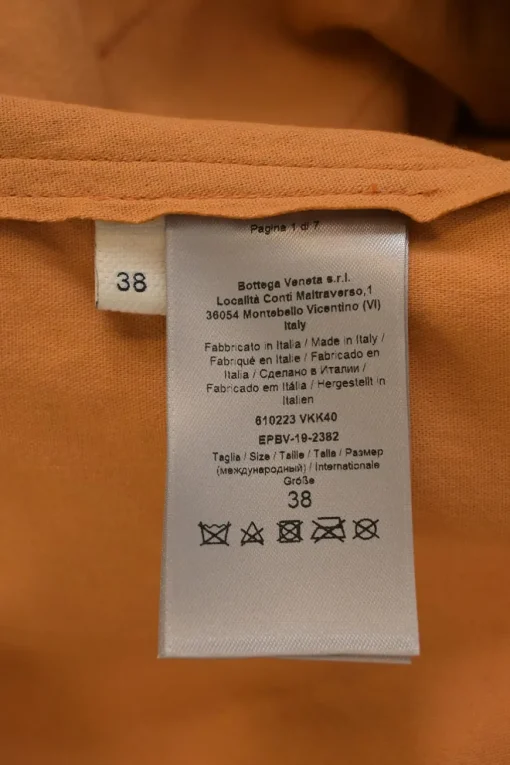 Pagina 1 di 7
38
Bottega Veneta s.r.l.
Località Conti Maltraverso,1
36054 Montebello Vicentino (VI)
Italy
Fabbricato in Italia / Made in Italy /
Fabriqué en Italie / Fabricado en
Italia / Сделано в Италии /
Fabricado em Itália / Hergestellt in
Italien
610223 VKK40
EPBV-19-2382
Taglia / Size / Taille / Talla / Размер
(международный) / Internationale
Größe
38